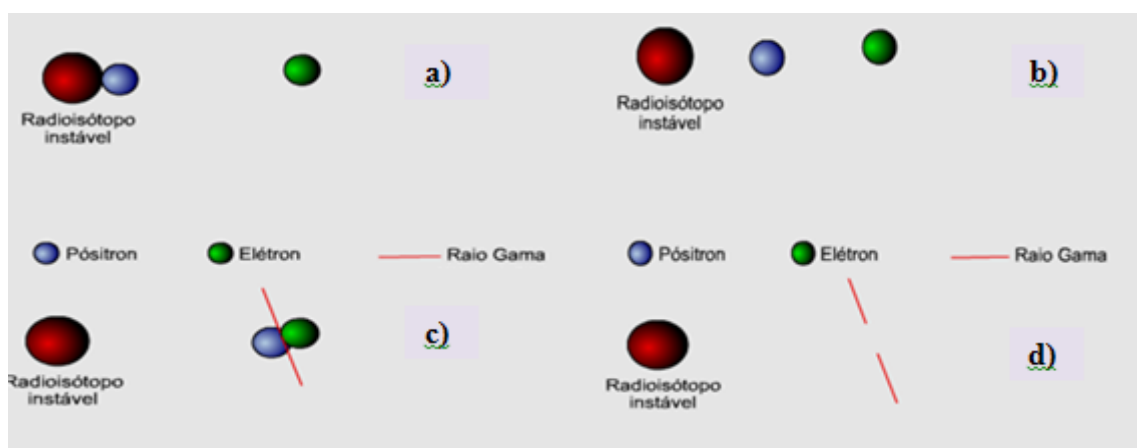 a)
Radioisótopo
instável
b)
Radioisótopo
instável
Pósitron
Elétron
Raio Gama
Pósitron
Elétron
Raio Gama
c)
Radioisótopo
instável
d)
Radioisótopo
instável